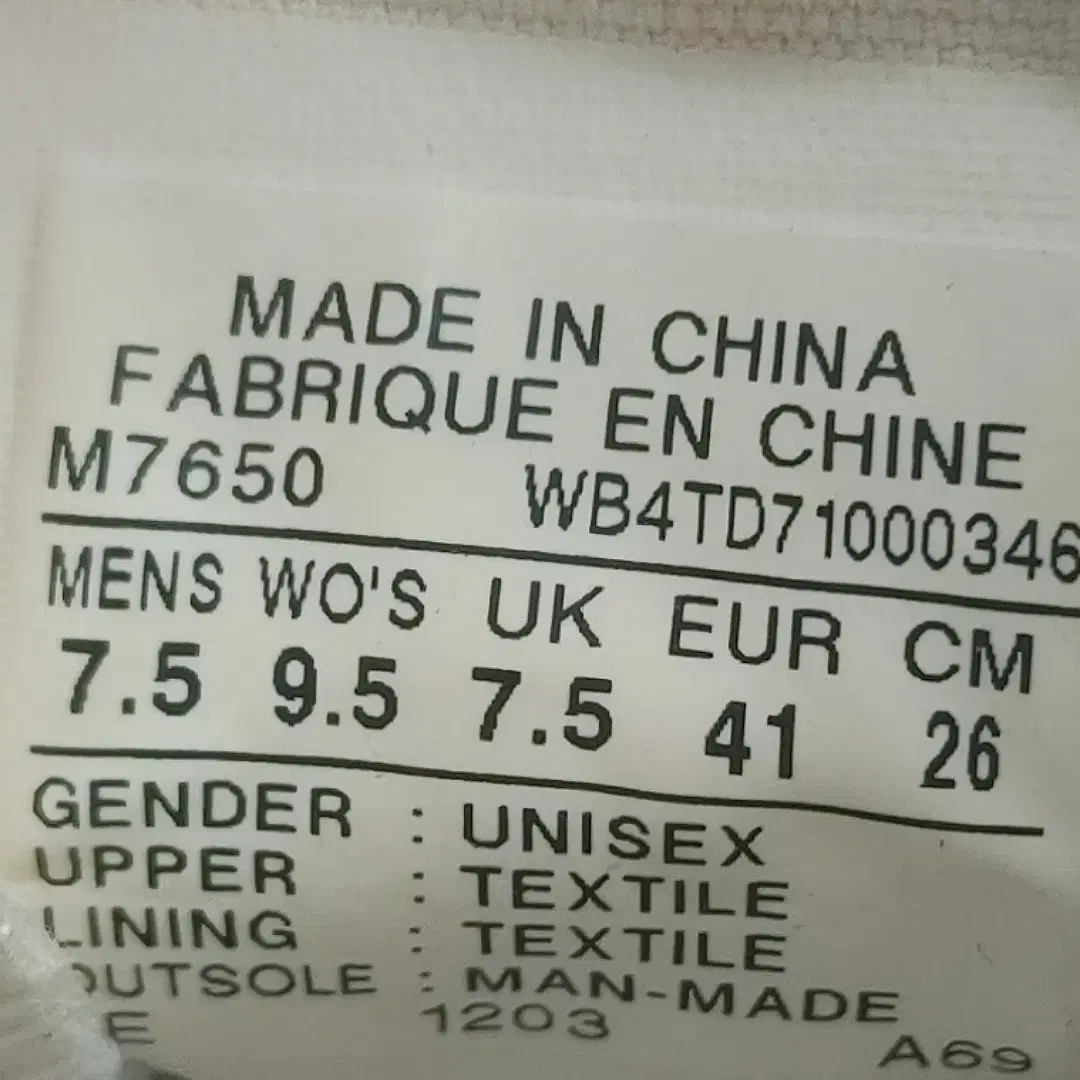 MADE IN CHINA
FABRIQUE EN CHINE
M7650 WB4TD71000346
MENS WO'S UK EUR CM
7.5 9.5 7.5 41 26
GENDER : UNISEX
UPPER : TEXTILE
LINING : TEXTILE
OUTSOLE : MAN-MADE
E 1203 A69